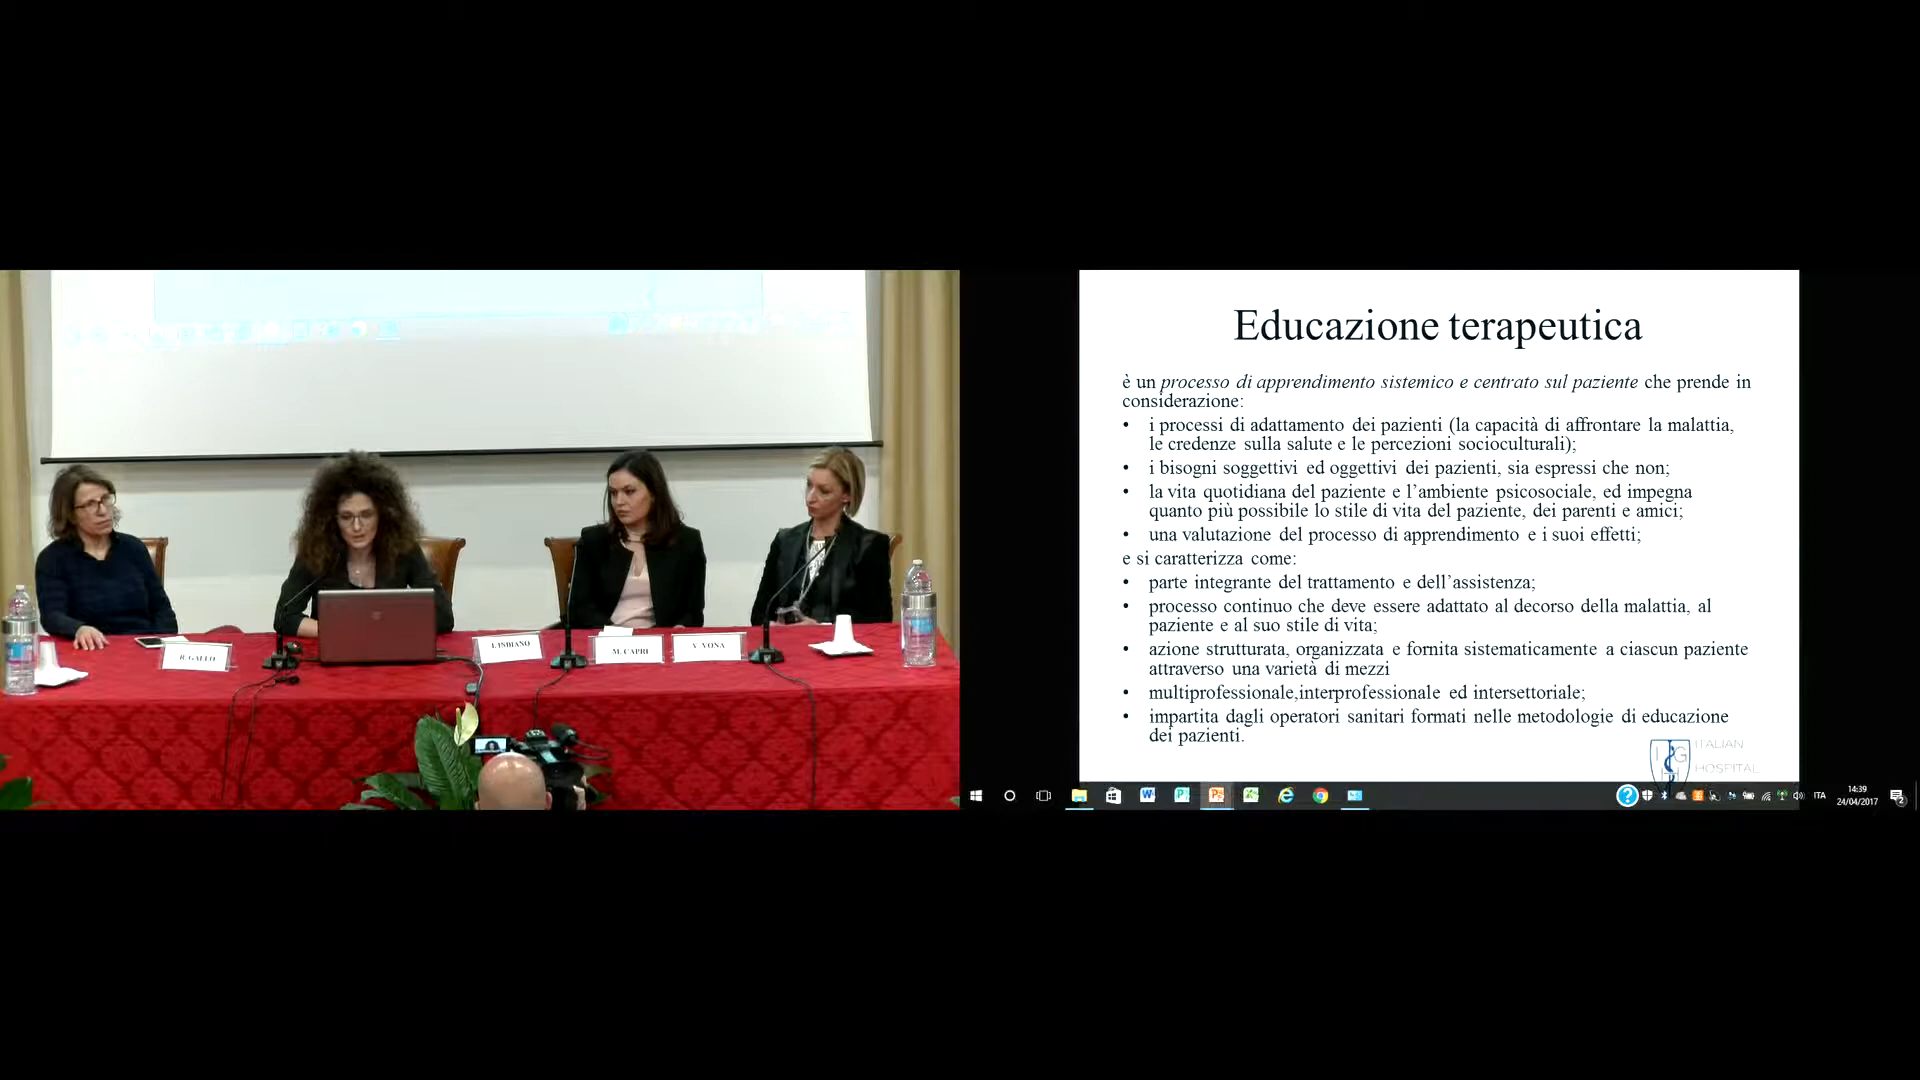 R. GALLO
M. CAPRI
V. VONA
Educazione terapeutica
è un processo di apprendimento sistemico e centrato sul paziente che prende in
considerazione:
• i processi di adattamento dei pazienti (la capacità di affrontare la malattia,
le credenze sulla salute e le percezioni socioculturali);
• i bisogni soggettivi ed oggettivi dei pazienti, sia espressi che non;
• la vita quotidiana del paziente e l’ambiente psicosociale, ed impegna
quanto più possibile lo stile di vita del paziente, dei parenti e amici;
• una valutazione del processo di apprendimento e i suoi effetti;
e si caratterizza come:
• parte integrante del trattamento e dell’assistenza;
• processo continuo che deve essere adattato al decorso della malattia, al
paziente e al suo stile di vita;
• azione strutturata, organizzata e fornita sistematicamente a ciascun paziente
attraverso una varietà di mezzi
• multiprofessionale,interprofessionale ed intersettoriale;
• impartita dagli operatori sanitari formati nelle metodologie di educazione
dei pazienti.
ITALIAN
HOSPITAL
ITA
14:39
24/04/2017